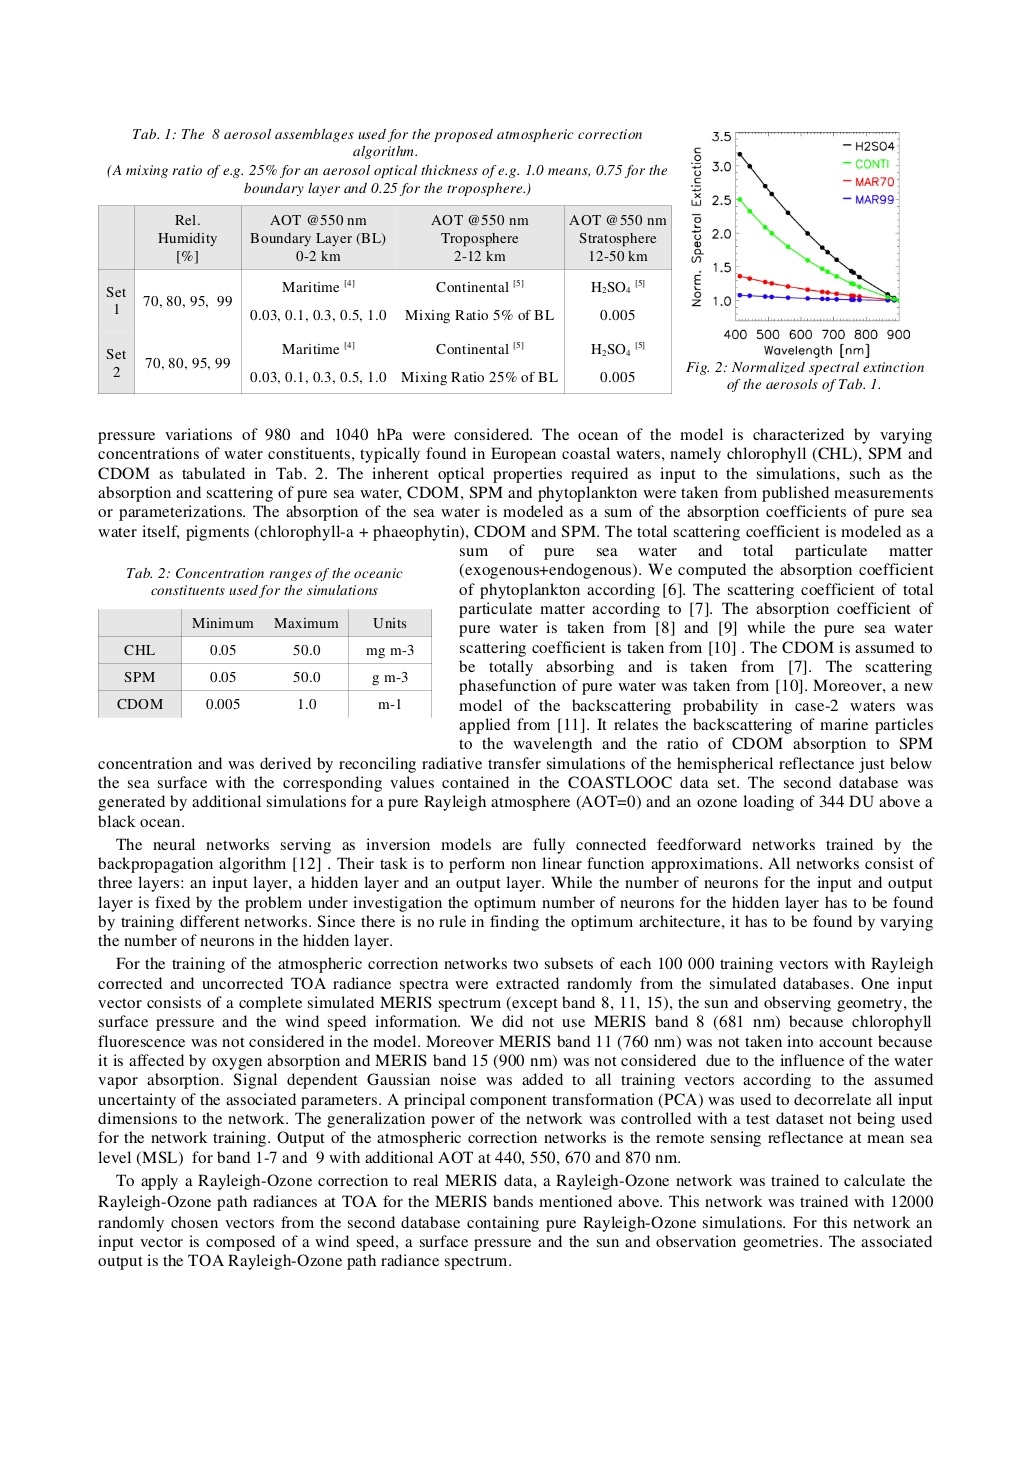 Tab. 1: The 8 aerosol assemblages used for the proposed atmospheric correction
algorithm.
(A mixing ratio of e.g. 25% for an aerosol optical thickness of e.g. 1.0 means, 0.75 for the
boundary layer and 0.25 for the troposphere.)
Rel. Humidity [%]
AOT @550 nm Boundary Layer (BL) 0-2 km
AOT @550 nm Troposphere 2-12 km
AOT @550 nm Stratosphere 12-50 km
Set 1
70, 80, 95, 99
Maritime [4]
0.03, 0.1, 0.3, 0.5, 1.0
Continental [5]
Mixing Ratio 5% of BL
H2SO4 [5]
0.005
Set 2
70, 80, 95, 99
Maritime [4]
0.03, 0.1, 0.3, 0.5, 1.0
Continental [5]
Mixing Ratio 25% of BL
H2SO4 [5]
0.005
Norm. Spectral Extinction
3.5
3.0
2.5
2.0
1.5
1.0
H2SO4
CONTI
MAR70
MAR99
400 500 600 700 800 900
Wavelength [nm]
Fig. 2: Normalized spectral extinction
of the aerosols of Tab. 1.
pressure variations of 980 and 1040 hPa were considered. The ocean of the model is characterized by varying
concentrations of water constituents, typically found in European coastal waters, namely chlorophyll (CHL), SPM and
CDOM as tabulated in Tab. 2. The inherent optical properties required as input to the simulations, such as the
absorption and scattering of pure sea water, CDOM, SPM and phytoplankton were taken from published measurements
or parameterizations. The absorption of the sea water is modeled as a sum of the absorption coefficients of pure sea
water itself, pigments (chlorophyll-a + phaeophytin), CDOM and SPM. The total scattering coefficient is modeled as a
sum of pure sea water and total particulate matter
(exogenous+endogenous). We computed the absorption coefficient
of phytoplankton according [6]. The scattering coefficient of total
particulate matter according to [7]. The absorption coefficient of
pure water is taken from [8] and [9] while the pure sea water
scattering coefficient is taken from [10] . The CDOM is assumed to
be totally absorbing and is taken from [7]. The scattering
phasefunction of pure water was taken from [10]. Moreover, a new
model of the backscattering probability in case-2 waters was
applied from [11]. It relates the backscattering of marine particles
to the wavelength and the ratio of CDOM absorption to SPM
Tab. 2: Concentration ranges of the oceanic
constituents used for the simulations
Minimum Maximum Units
CHL 0.05 50.0 mg m-3
SPM 0.05 50.0 g m-3
CDOM 0.005 1.0 m-1
concentration and was derived by reconciling radiative transfer simulations of the hemispherical reflectance just below
the sea surface with the corresponding values contained in the COASTLOOC data set. The second database was
generated by additional simulations for a pure Rayleigh atmosphere (AOT=0) and an ozone loading of 344 DU above a
black ocean.
The neural networks serving as inversion models are fully connected feedforward networks trained by the
backpropagation algorithm [12] . Their task is to perform non linear function approximations. All networks consist of
three layers: an input layer, a hidden layer and an output layer. While the number of neurons for the input and output
layer is fixed by the problem under investigation the optimum number of neurons for the hidden layer has to be found
by training different networks. Since there is no rule in finding the optimum architecture, it has to be found by varying
the number of neurons in the hidden layer.
For the training of the atmospheric correction networks two subsets of each 100 000 training vectors with Rayleigh
corrected and uncorrected TOA radiance spectra were extracted randomly from the simulated databases. One input
vector consists of a complete simulated MERIS spectrum (except band 8, 11, 15), the sun and observing geometry, the
surface pressure and the wind speed information. We did not use MERIS band 8 (681 nm) because chlorophyll
fluorescence was not considered in the model. Moreover MERIS band 11 (760 nm) was not taken into account because
it is affected by oxygen absorption and MERIS band 15 (900 nm) was not considered due to the influence of the water
vapor absorption. Signal dependent Gaussian noise was added to all training vectors according to the assumed
uncertainty of the associated parameters. A principal component transformation (PCA) was used to decorrelate all input
dimensions to the network. The generalization power of the network was controlled with a test dataset not being used
for the network training. Output of the atmospheric correction networks is the remote sensing reflectance at mean sea
level (MSL) for band 1-7 and 9 with additional AOT at 440, 550, 670 and 870 nm.
To apply a Rayleigh-Ozone correction to real MERIS data, a Rayleigh-Ozone network was trained to calculate the
Rayleigh-Ozone path radiances at TOA for the MERIS bands mentioned above. This network was trained with 12000
randomly chosen vectors from the second database containing pure Rayleigh-Ozone simulations. For this network an
input vector is composed of a wind speed, a surface pressure and the sun and observation geometries. The associated
output is the TOA Rayleigh-Ozone path radiance spectrum.